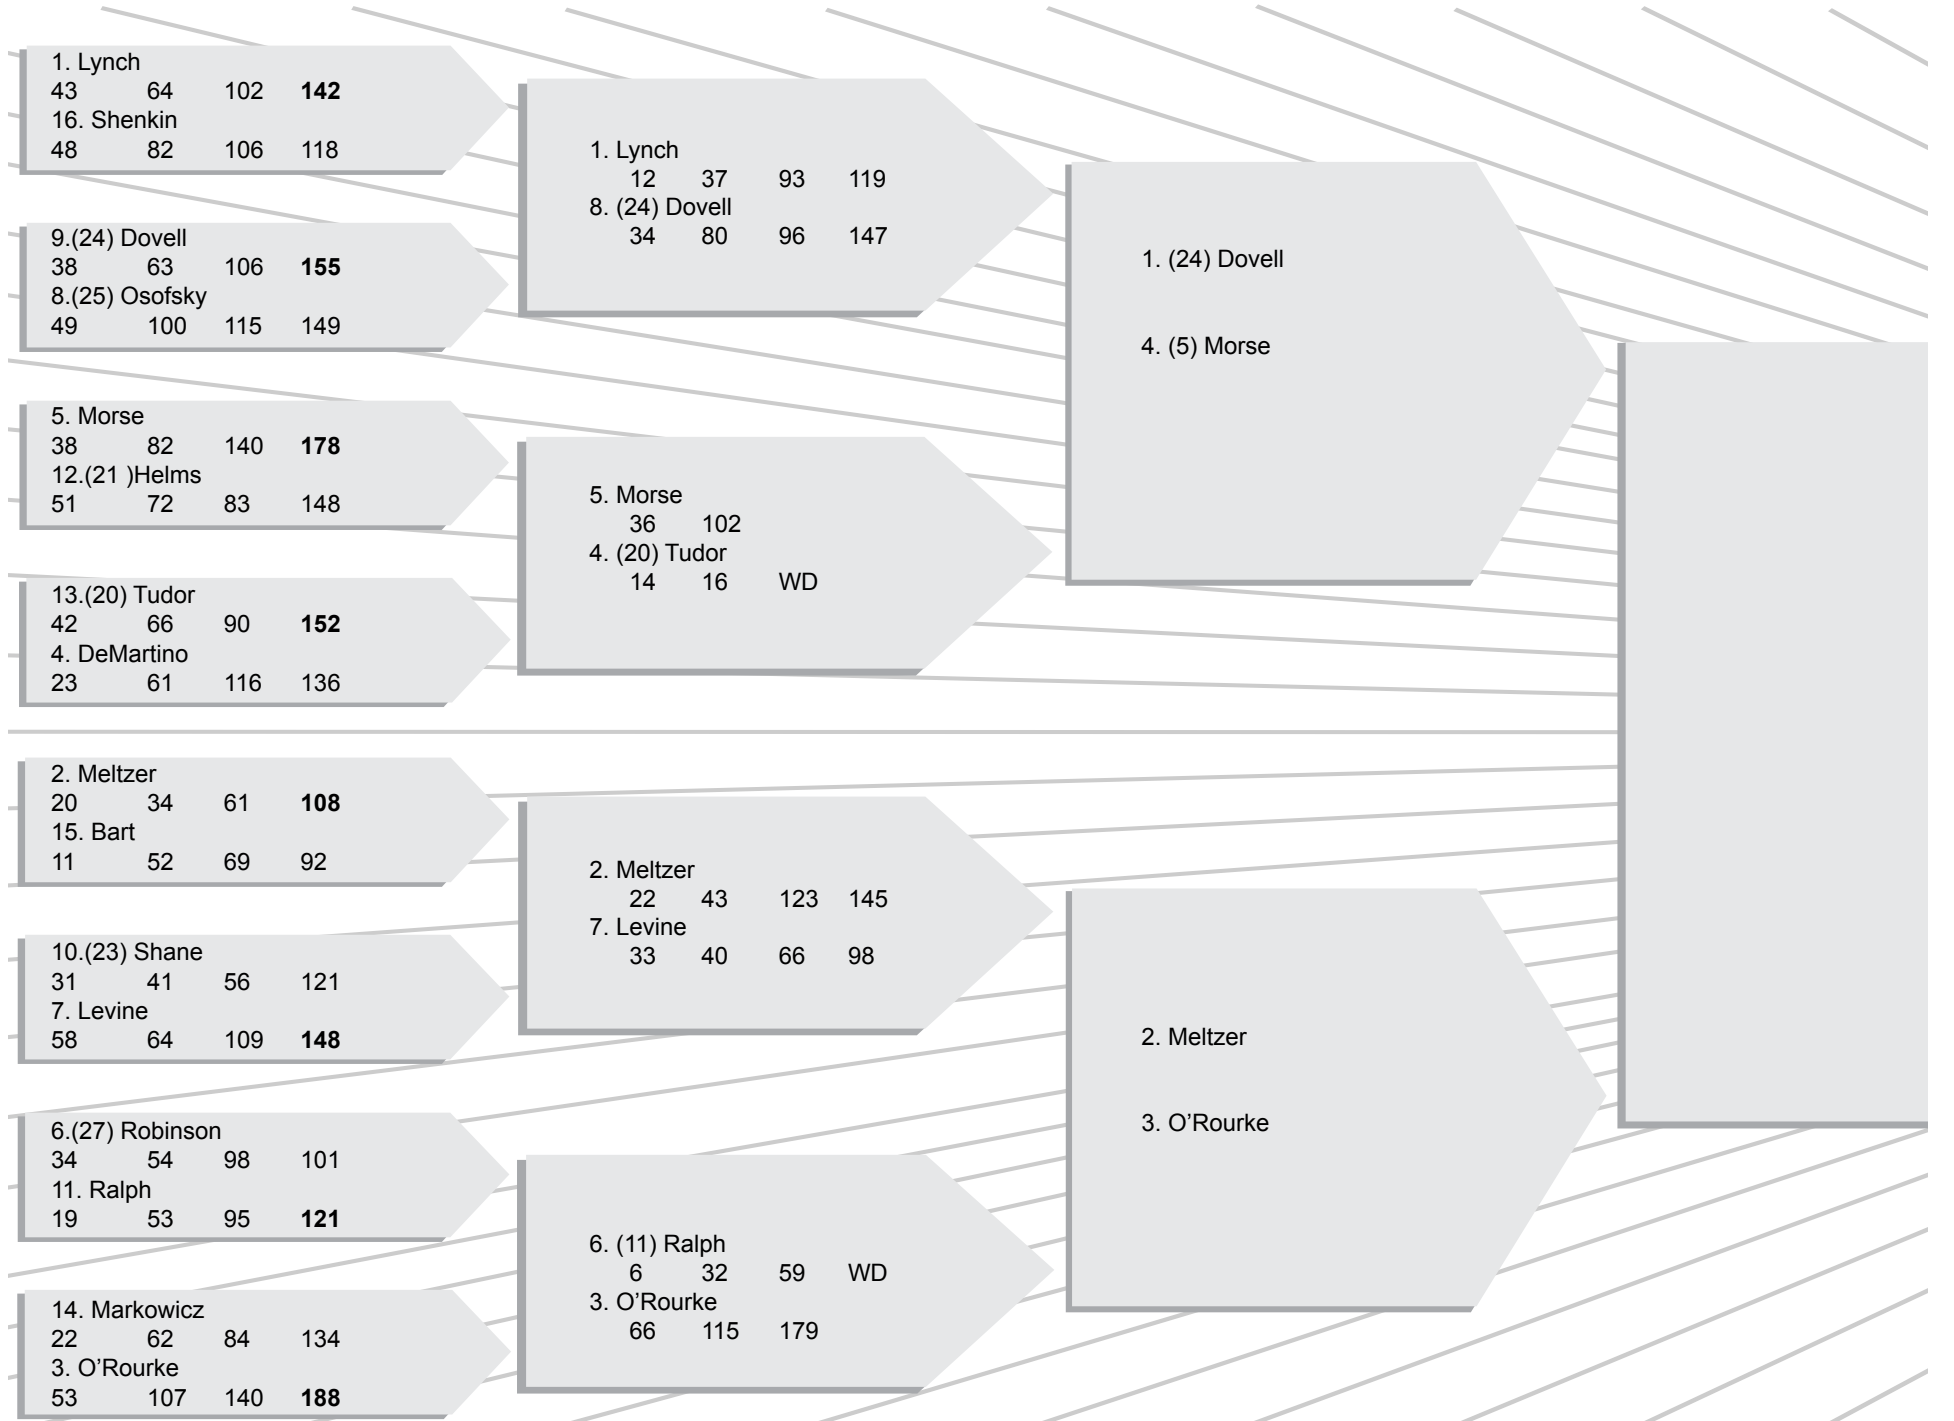 1. Lynch
43 64 102 142
16. Shenkin
48 82 106 118
9.(24) Dovell
38 63 106 155
8.(25) Osofsky
49 100 115 149
5. Morse
38 82 140 178
12.(21 )Helms
51 72 83 148
13.(20) Tudor
42 66 90 152
4. DeMartino
23 61 116 136
2. Meltzer
20 34 61 108
15. Bart
11 52 69 92
10.(23) Shane
31 41 56 121
7. Levine
58 64 109 148
6.(27) Robinson
34 54 98 101
11. Ralph
19 53 95 121
14. Markowicz
22 62 84 134
3. O’Rourke
53 107 140 188
1. Lynch
12 37 93 119
8. (24) Dovell
34 80 96 147
5. Morse
36 102
4. (20) Tudor
14 16 WD
2. Meltzer
22 43 123 145
7. Levine
33 40 66 98
6. (11) Ralph
6 32 59 WD
3. O’Rourke
66 115 179
1. (24) Dovell
4. (5) Morse
2. Meltzer
3. O’Rourke